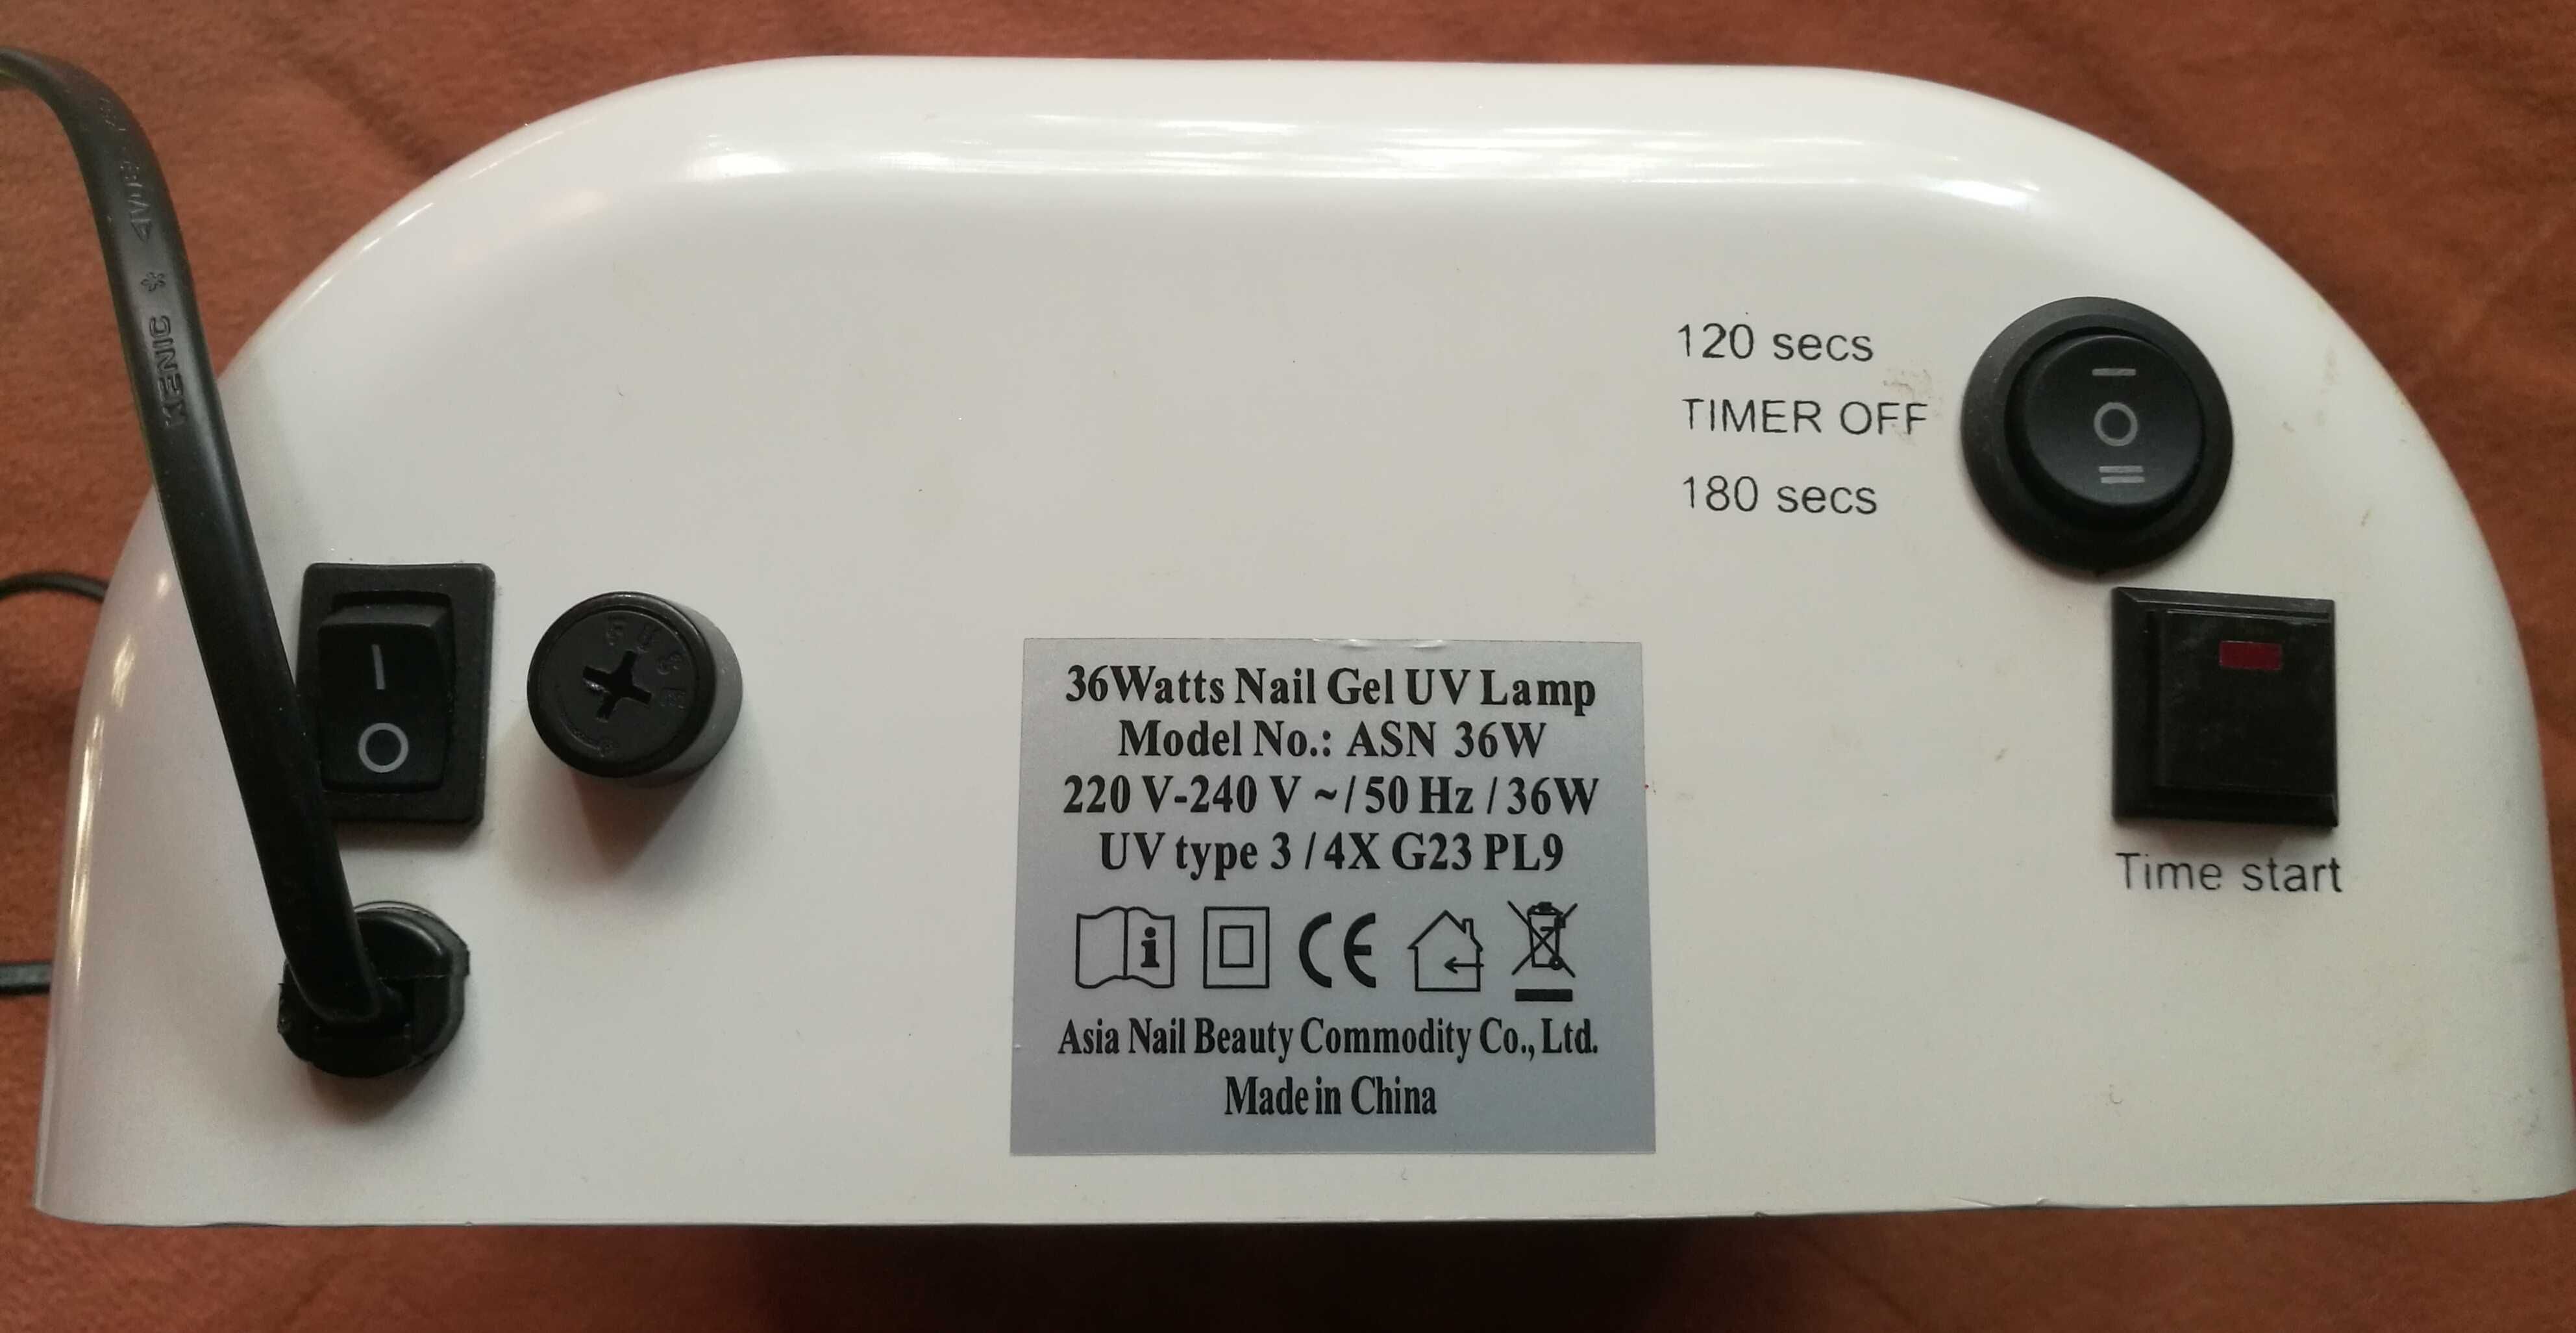 KENIC
120 secs
TIMER OFF
180 secs
FUSE
36Watts Nail Gel UV Lamp
Model No.: ASN 36W
220 V-240 V ~/ 50 Hz / 36W
UV type 3 / 4X G23 PL9
i
CE
Asia Nail Beauty Commodity Co., Ltd.
Made in China
Time start